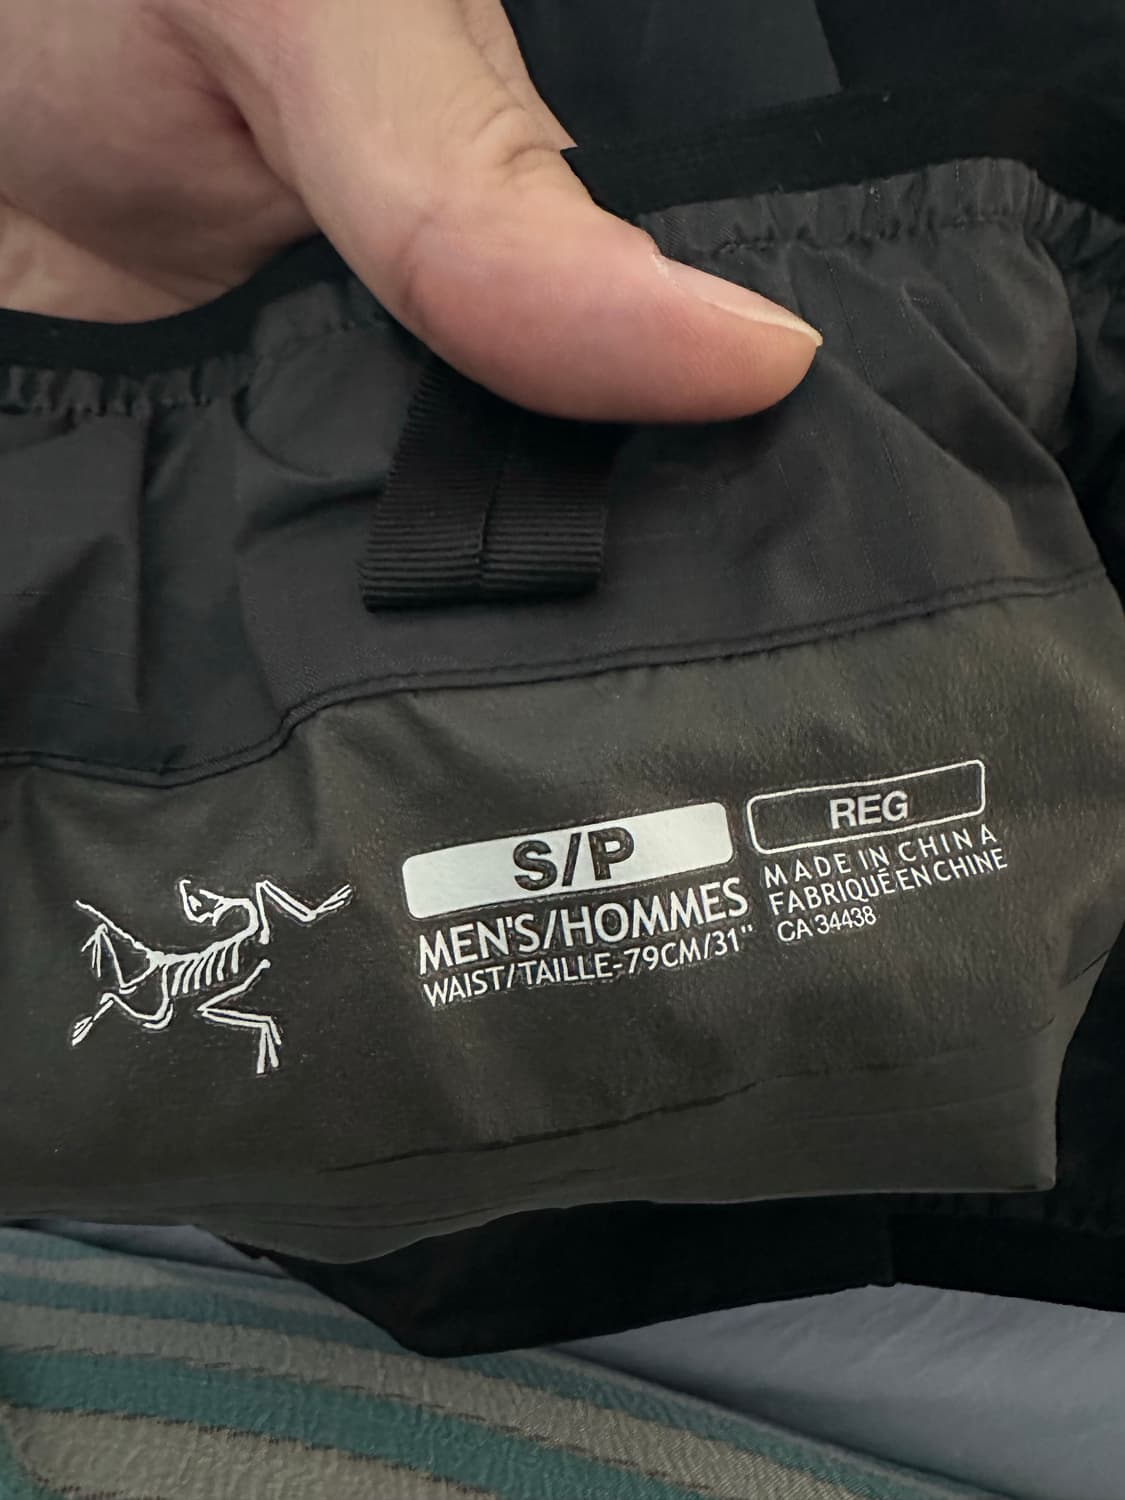 S/P
MEN'S/HOMMES
WAIST/TAILLE-79CM/31"
REG
MADE IN CHINA
FABRIQUÉ EN CHINE
CA 34438